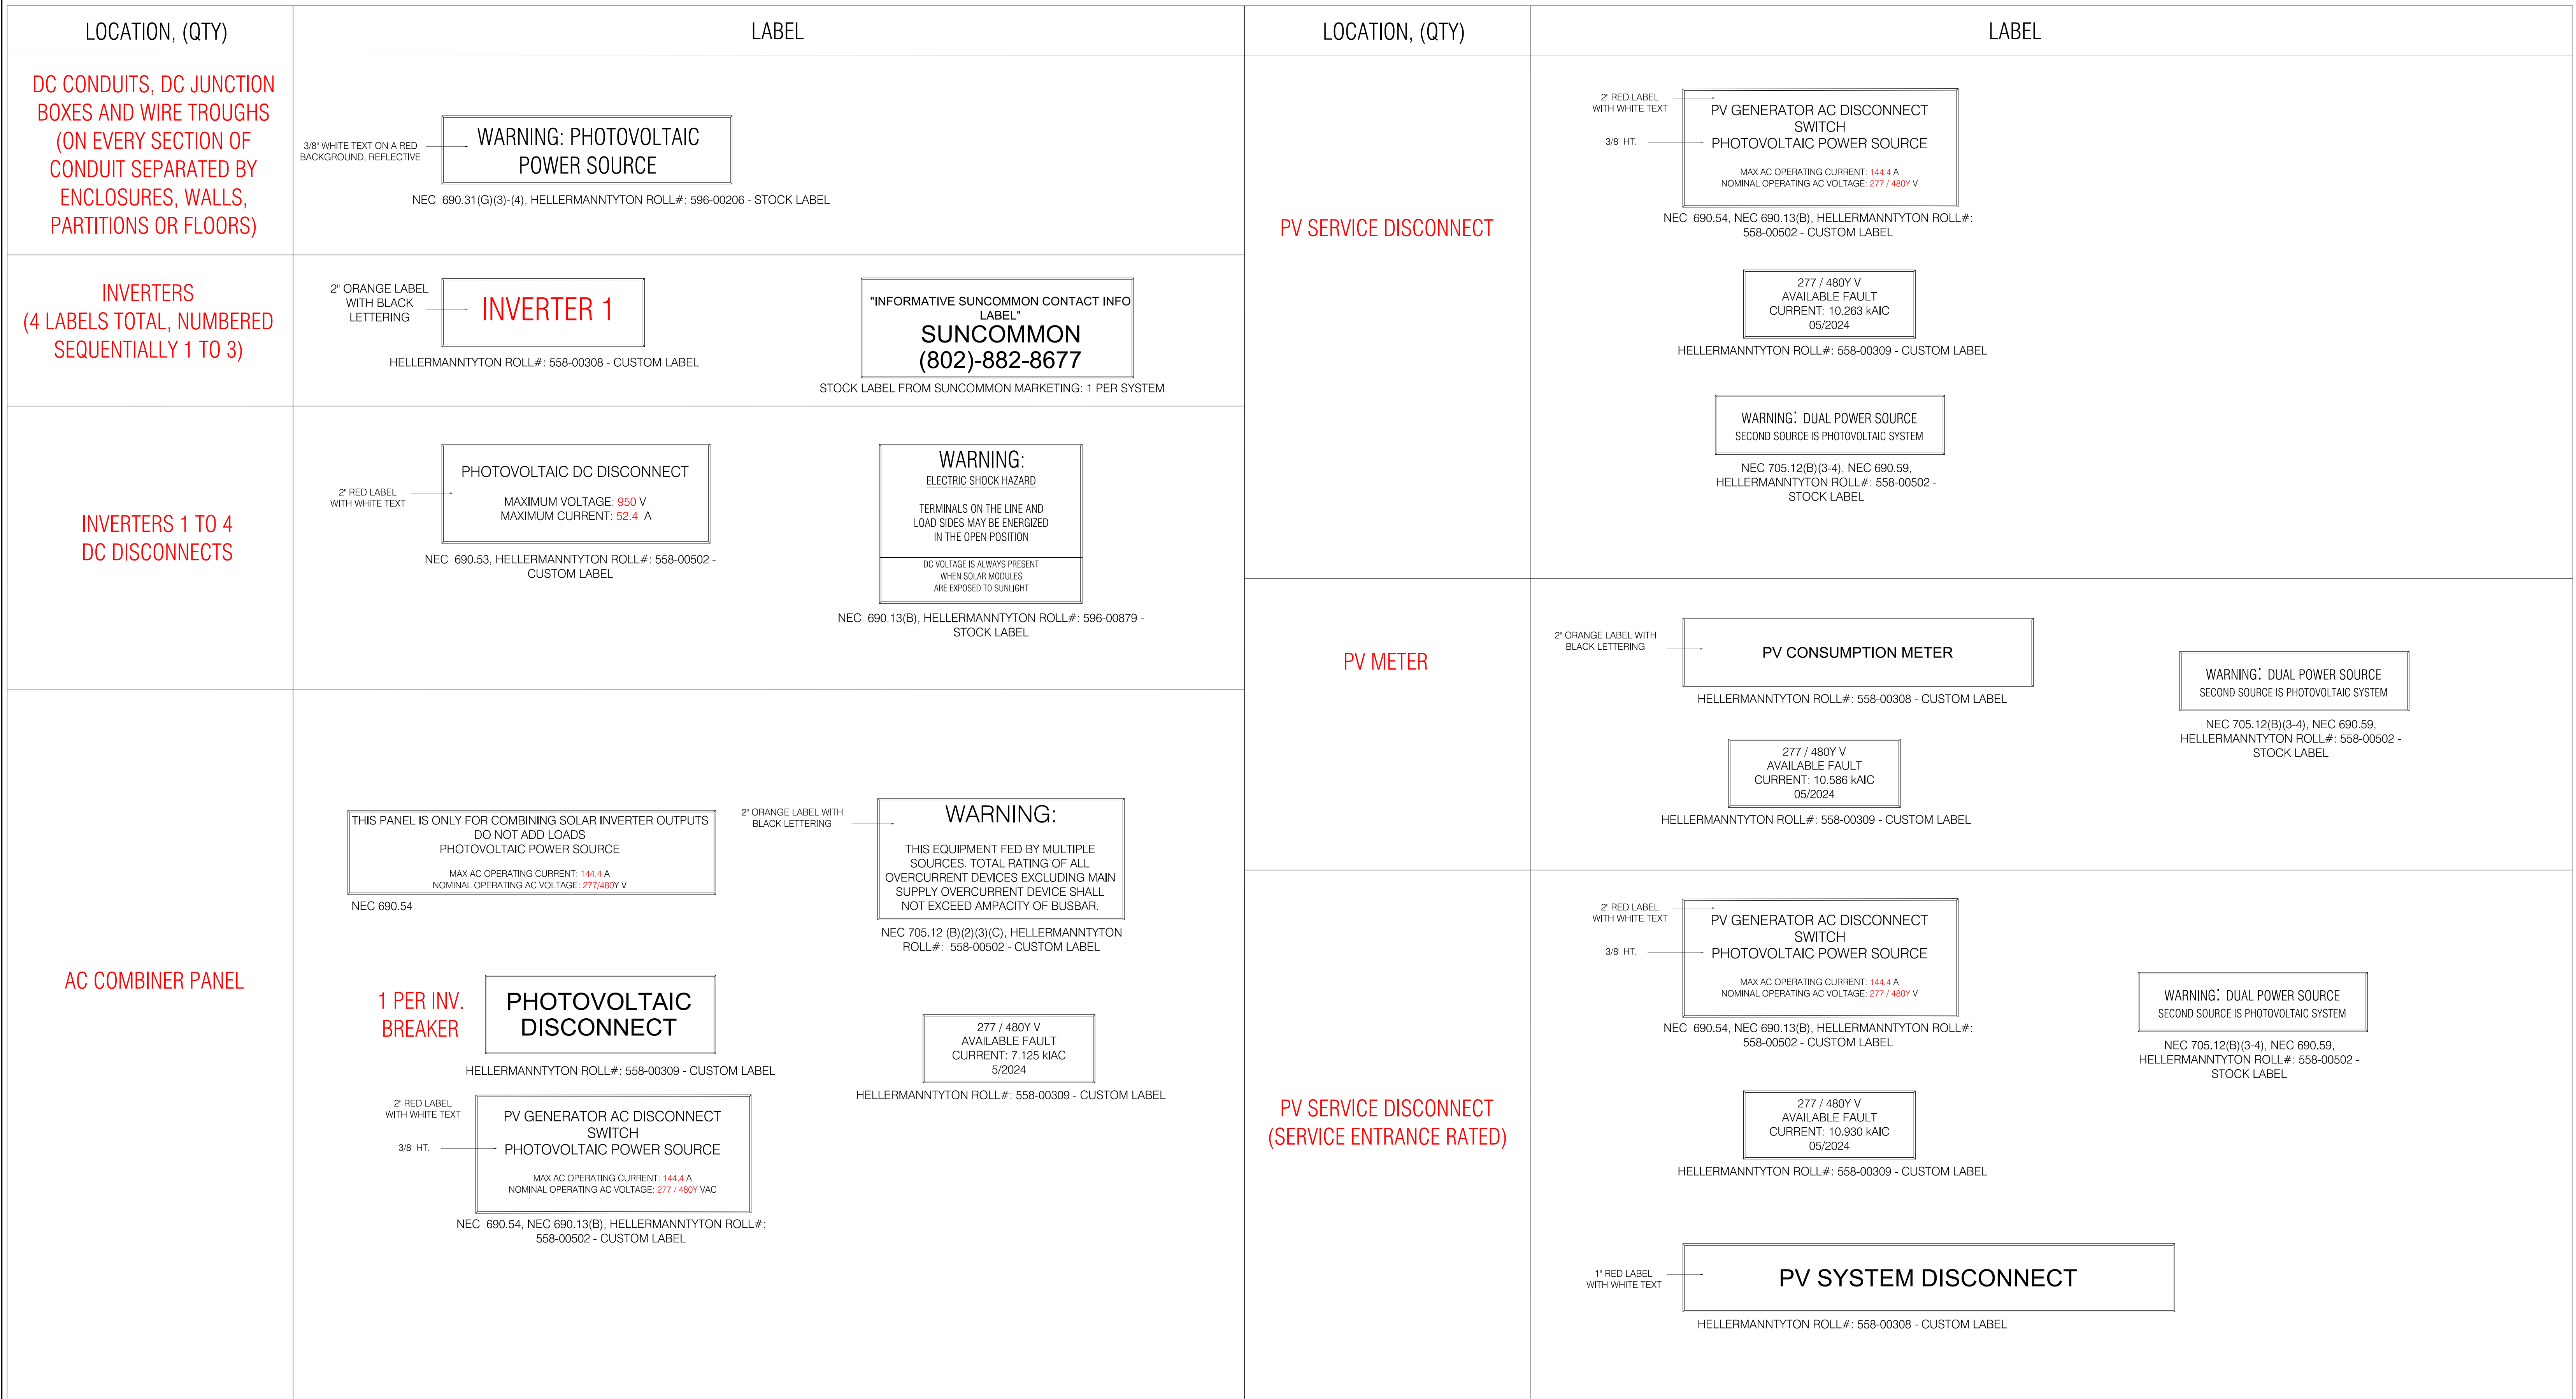 LOCATION, (QTY)
LABEL
DC CONDUITS, DC JUNCTION
BOXES AND WIRE TROUGHS
(ON EVERY SECTION OF
CONDUIT SEPARATED BY
ENCLOSURES, WALLS,
PARTITIONS OR FLOORS)
3/8" WHITE TEXT ON A RED
BACKGROUND, REFLECTIVE
WARNING: PHOTOVOLTAIC
POWER SOURCE
NEC 690.31(G)(3)-(4), HELLERMANNTYTON ROLL#: 596-00206 - STOCK LABEL
INVERTERS
(4 LABELS TOTAL, NUMBERED
SEQUENTIALLY 1 TO 3)
2" ORANGE LABEL
WITH BLACK
LETTERING
INVERTER 1
HELLERMANNTYTON ROLL#: 558-00308 - CUSTOM LABEL
"INFORMATIVE SUNCOMMON CONTACT INFO
LABEL"
SUNCOMMON
(802)-882-8677
STOCK LABEL FROM SUNCOMMON MARKETING: 1 PER SYSTEM
INVERTERS 1 TO 4
DC DISCONNECTS
2" RED LABEL
WITH WHITE TEXT
PHOTOVOLTAIC DC DISCONNECT
MAXIMUM VOLTAGE: 950 V
MAXIMUM CURRENT: 52.4 A
NEC 690.53, HELLERMANNTYTON ROLL#: 558-00502 -
CUSTOM LABEL
WARNING:
ELECTRIC SHOCK HAZARD
TERMINALS ON THE LINE AND
LOAD SIDES MAY BE ENERGIZED
IN THE OPEN POSITION
DC VOLTAGE IS ALWAYS PRESENT
WHEN SOLAR MODULES
ARE EXPOSED TO SUNLIGHT
NEC 690.13(B), HELLERMANNTYTON ROLL#: 596-00879 -
STOCK LABEL
AC COMBINER PANEL
THIS PANEL IS ONLY FOR COMBINING SOLAR INVERTER OUTPUTS
DO NOT ADD LOADS
PHOTOVOLTAIC POWER SOURCE
MAX AC OPERATING CURRENT: 144.4 A
NOMINAL OPERATING AC VOLTAGE: 277/480Y V
NEC 690.54
2" ORANGE LABEL WITH
BLACK LETTERING
WARNING:
THIS EQUIPMENT FED BY MULTIPLE
SOURCES. TOTAL RATING OF ALL
OVERCURRENT DEVICES EXCLUDING MAIN
SUPPLY OVERCURRENT DEVICE SHALL
NOT EXCEED AMPACITY OF BUSBAR.
NEC 705.12 (B)(2)(3)(C), HELLERMANNTYTON
ROLL#: 558-00502 - CUSTOM LABEL
1 PER INV.
BREAKER
PHOTOVOLTAIC
DISCONNECT
HELLERMANNTYTON ROLL#: 558-00309 - CUSTOM LABEL
277 / 480Y V
AVAILABLE FAULT
CURRENT: 7.125 kIAC
5/2024
HELLERMANNTYTON ROLL#: 558-00309 - CUSTOM LABEL
2" RED LABEL
WITH WHITE TEXT
3/8" HT.
PV GENERATOR AC DISCONNECT
SWITCH
PHOTOVOLTAIC POWER SOURCE
MAX AC OPERATING CURRENT: 144.4 A
NOMINAL OPERATING AC VOLTAGE: 277 / 480Y VAC
NEC 690.54, NEC 690.13(B), HELLERMANNTYTON ROLL#:
558-00502 - CUSTOM LABEL
LOCATION, (QTY)
LABEL
PV SERVICE DISCONNECT
2" RED LABEL
WITH WHITE TEXT
3/8" HT.
PV GENERATOR AC DISCONNECT
SWITCH
PHOTOVOLTAIC POWER SOURCE
MAX AC OPERATING CURRENT: 144.4 A
NOMINAL OPERATING AC VOLTAGE: 277 / 480Y V
NEC 690.54, NEC 690.13(B), HELLERMANNTYTON ROLL#:
558-00502 - CUSTOM LABEL
277 / 480Y V
AVAILABLE FAULT
CURRENT: 10.263 kAIC
05/2024
HELLERMANNTYTON ROLL#: 558-00309 - CUSTOM LABEL
WARNING: DUAL POWER SOURCE
SECOND SOURCE IS PHOTOVOLTAIC SYSTEM
NEC 705.12(B)(3-4), NEC 690.59,
HELLERMANNTYTON ROLL#: 558-00502 -
STOCK LABEL
PV METER
2" ORANGE LABEL WITH
BLACK LETTERING
PV CONSUMPTION METER
HELLERMANNTYTON ROLL#: 558-00308 - CUSTOM LABEL
WARNING: DUAL POWER SOURCE
SECOND SOURCE IS PHOTOVOLTAIC SYSTEM
NEC 705.12(B)(3-4), NEC 690.59,
HELLERMANNTYTON ROLL#: 558-00502 -
STOCK LABEL
277 / 480Y V
AVAILABLE FAULT
CURRENT: 10.586 kAIC
05/2024
HELLERMANNTYTON ROLL#: 558-00309 - CUSTOM LABEL
PV SERVICE DISCONNECT
(SERVICE ENTRANCE RATED)
2" RED LABEL
WITH WHITE TEXT
3/8" HT.
PV GENERATOR AC DISCONNECT
SWITCH
PHOTOVOLTAIC POWER SOURCE
MAX AC OPERATING CURRENT: 144.4 A
NOMINAL OPERATING AC VOLTAGE: 277 / 480Y V
NEC 690.54, NEC 690.13(B), HELLERMANNTYTON ROLL#:
558-00502 - CUSTOM LABEL
WARNING: DUAL POWER SOURCE
SECOND SOURCE IS PHOTOVOLTAIC SYSTEM
NEC 705.12(B)(3-4), NEC 690.59,
HELLERMANNTYTON ROLL#: 558-00502 -
STOCK LABEL
277 / 480Y V
AVAILABLE FAULT
CURRENT: 10.930 kAIC
05/2024
HELLERMANNTYTON ROLL#: 558-00309 - CUSTOM LABEL
1" RED LABEL
WITH WHITE TEXT
PV SYSTEM DISCONNECT
HELLERMANNTYTON ROLL#: 558-00308 - CUSTOM LABEL